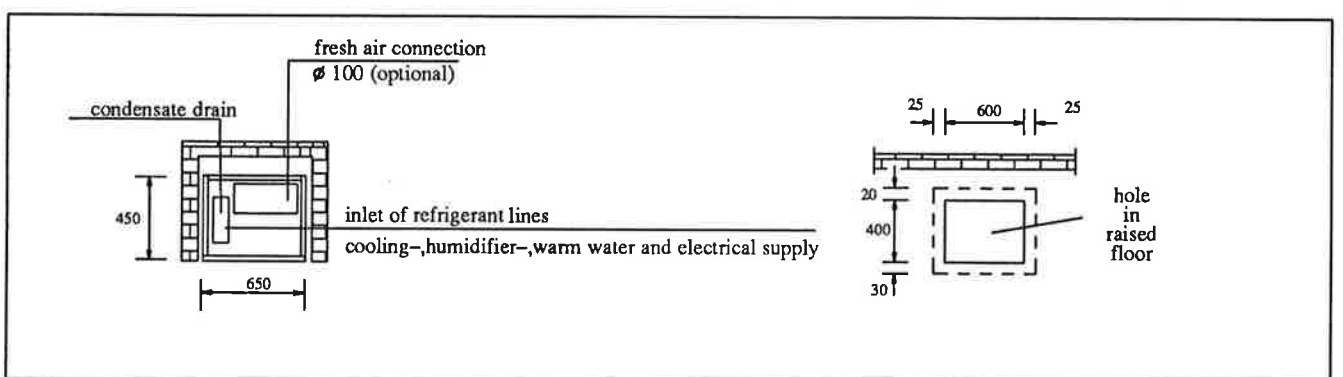 fresh air connection
ø 100 (optional)
condensate drain
450
inlet of refrigerant lines
cooling–,humidifier–,warm water and electrical supply
650
25
600
25
20
400
30
hole
in
raised
floor